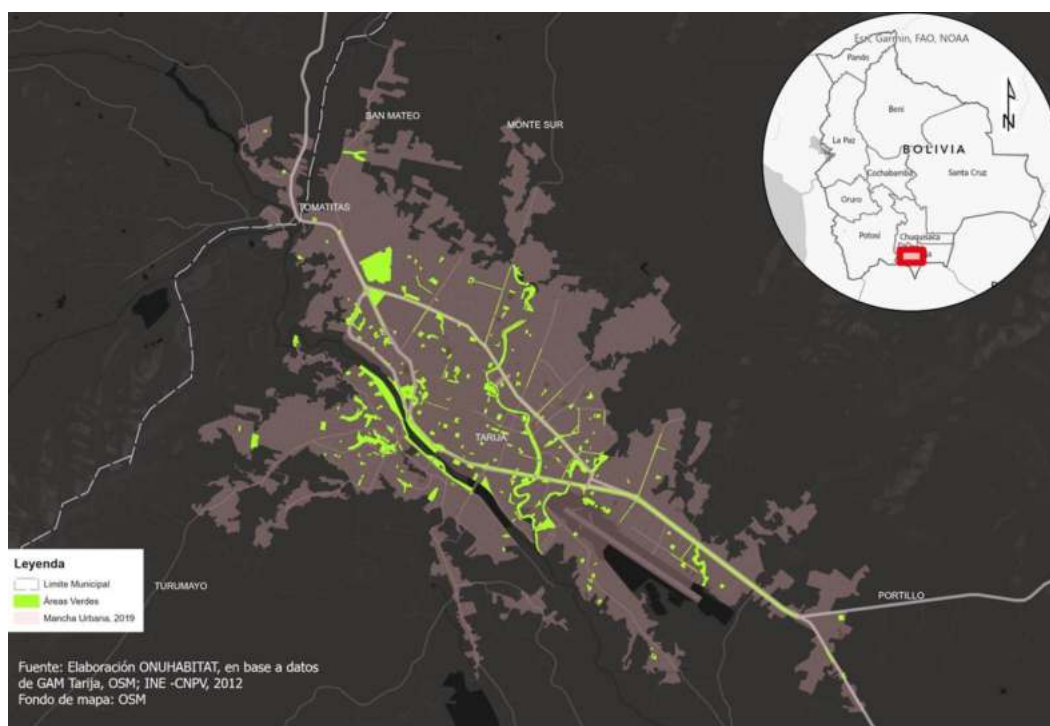 Esri, Garmin, FAO, NOAA
Pando
Beni
N
La Paz
BOLIVIA
Cochabamba
Santa Cruz
Oruro
Potosí
Chuquisaca
SAN MATEO
MONTE SUR
TOMATITAS
TARIJA
TURUMAYO
PORTILLO
Leyenda
Limite Municipal
Áreas Verdes
Mancha Urbana, 2019
Fuente: Elaboración ONUHABITAT, en base a datos
de GAM Tarija, OSM; INE -CNPV, 2012
Fondo de mapa: OSM